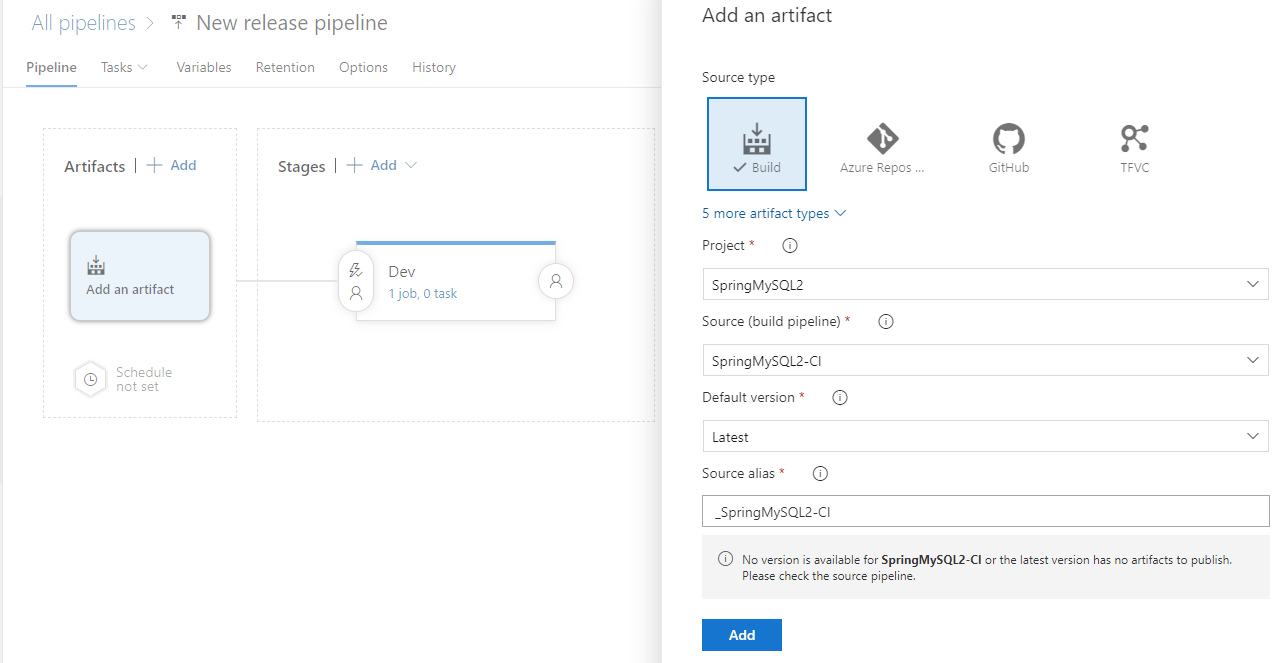 All pipelines > New release pipeline
Pipeline Tasks Variables Retention Options History
Artifacts | + Add
Stages | + Add
Add an artifact
Schedule
not set
Dev
1 job, 0 task
Add an artifact
Source type
Build
Azure Repos ...
GitHub
TFVC
5 more artifact types
Project *
SpringMySQL2
Source (build pipeline) *
SpringMySQL2-CI
Default version *
Latest
Source alias *
_SpringMySQL2-CI
No version is available for SpringMySQL2-CI or the latest version has no artifacts to publish.
Please check the source pipeline.
Add